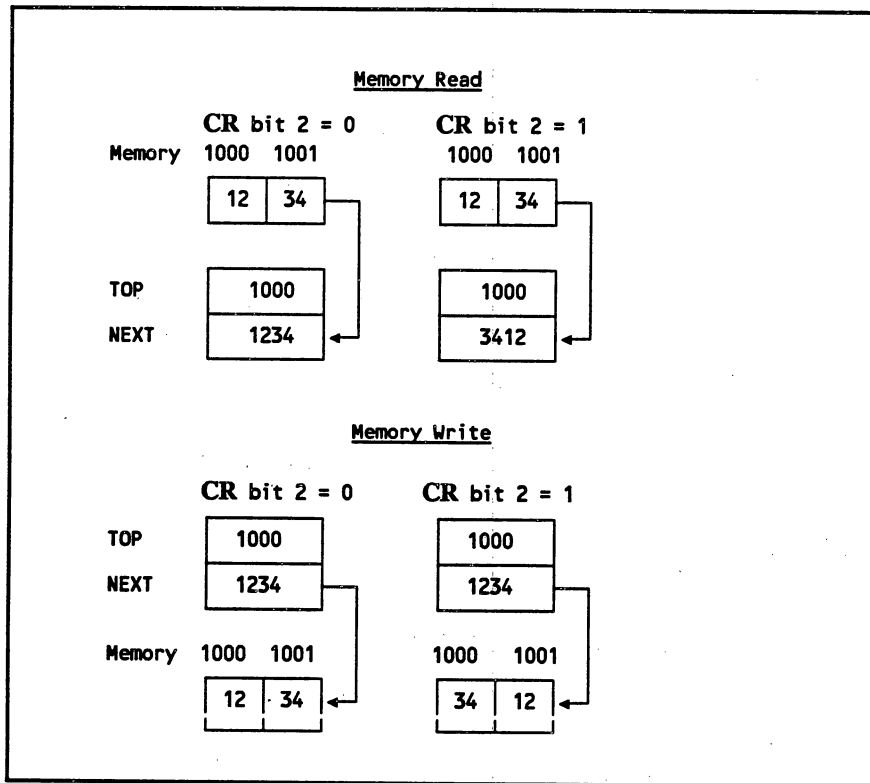 Memory Read
CR bit 2 = 0 CR bit 2 = 1
Memory 1000 1001 1000 1001
12 34 12 34
TOP 1000 1000
NEXT 1234 3412
Memory Write
CR bit 2 = 0 CR bit 2 = 1
TOP 1000 1000
NEXT 1234 1234
Memory 1000 1001 1000 1001
12 34 34 12